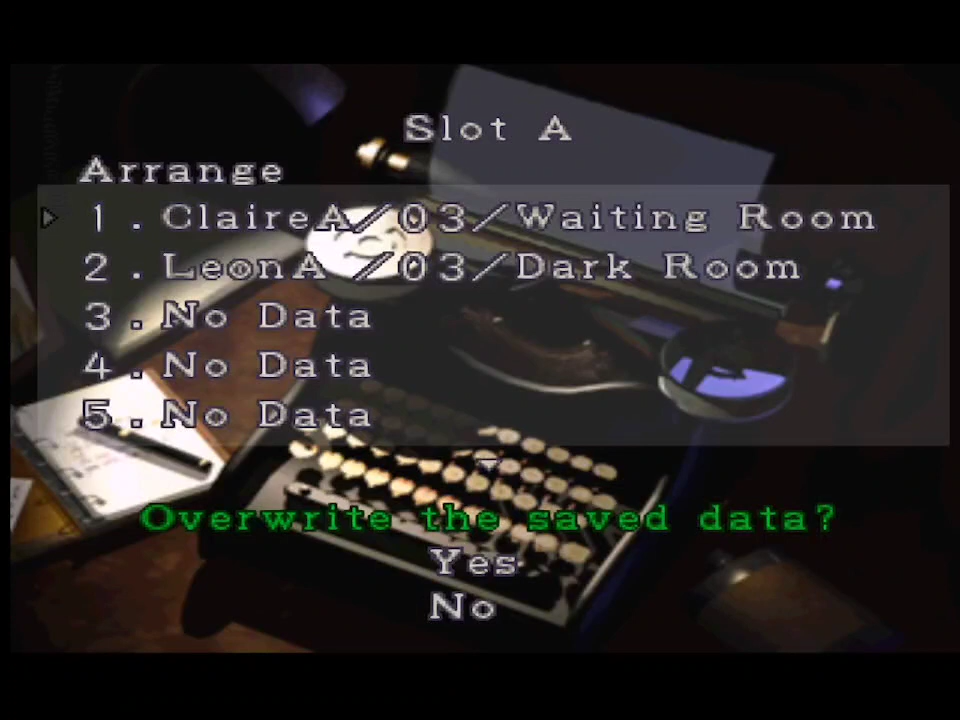 Slot A
Arrange
1. ClaireA/03/Waiting Room
2. LeonA /03/Dark Room
3. No Data
4. No Data
5. No Data
Overwrite the saved data?
Yes
No